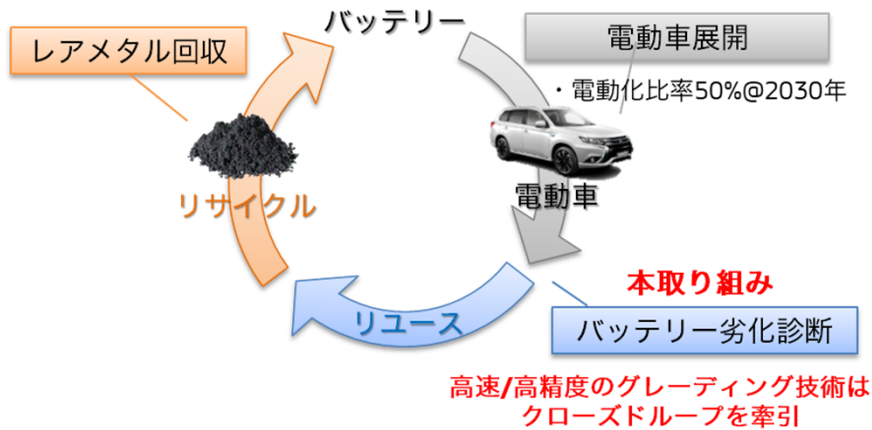 バッテリー
レアメタル回収
電動車展開
・電動化比率50%@2030年
電動車
リサイクル
リユース
本取り組み
バッテリー劣化診断
高速/高精度のグレーディング技術は
クローズドループを牽引